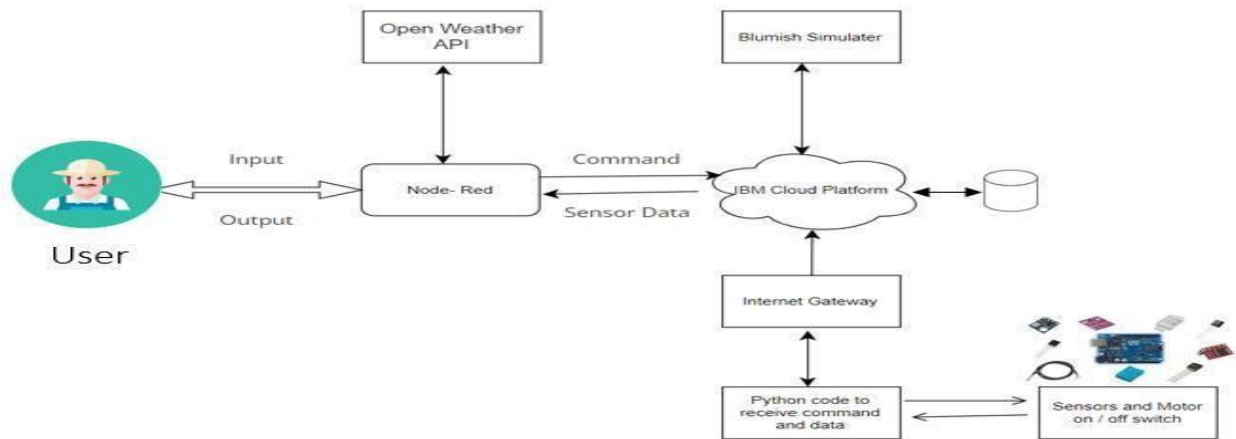 Open Weather
API
Blumish Simulater
Input
Command
Node- Red
IBM Cloud Platform
Output
Sensor Data
User
Internet Gateway
Python code to
receive command
and data
Sensors and Motor
on / off switch